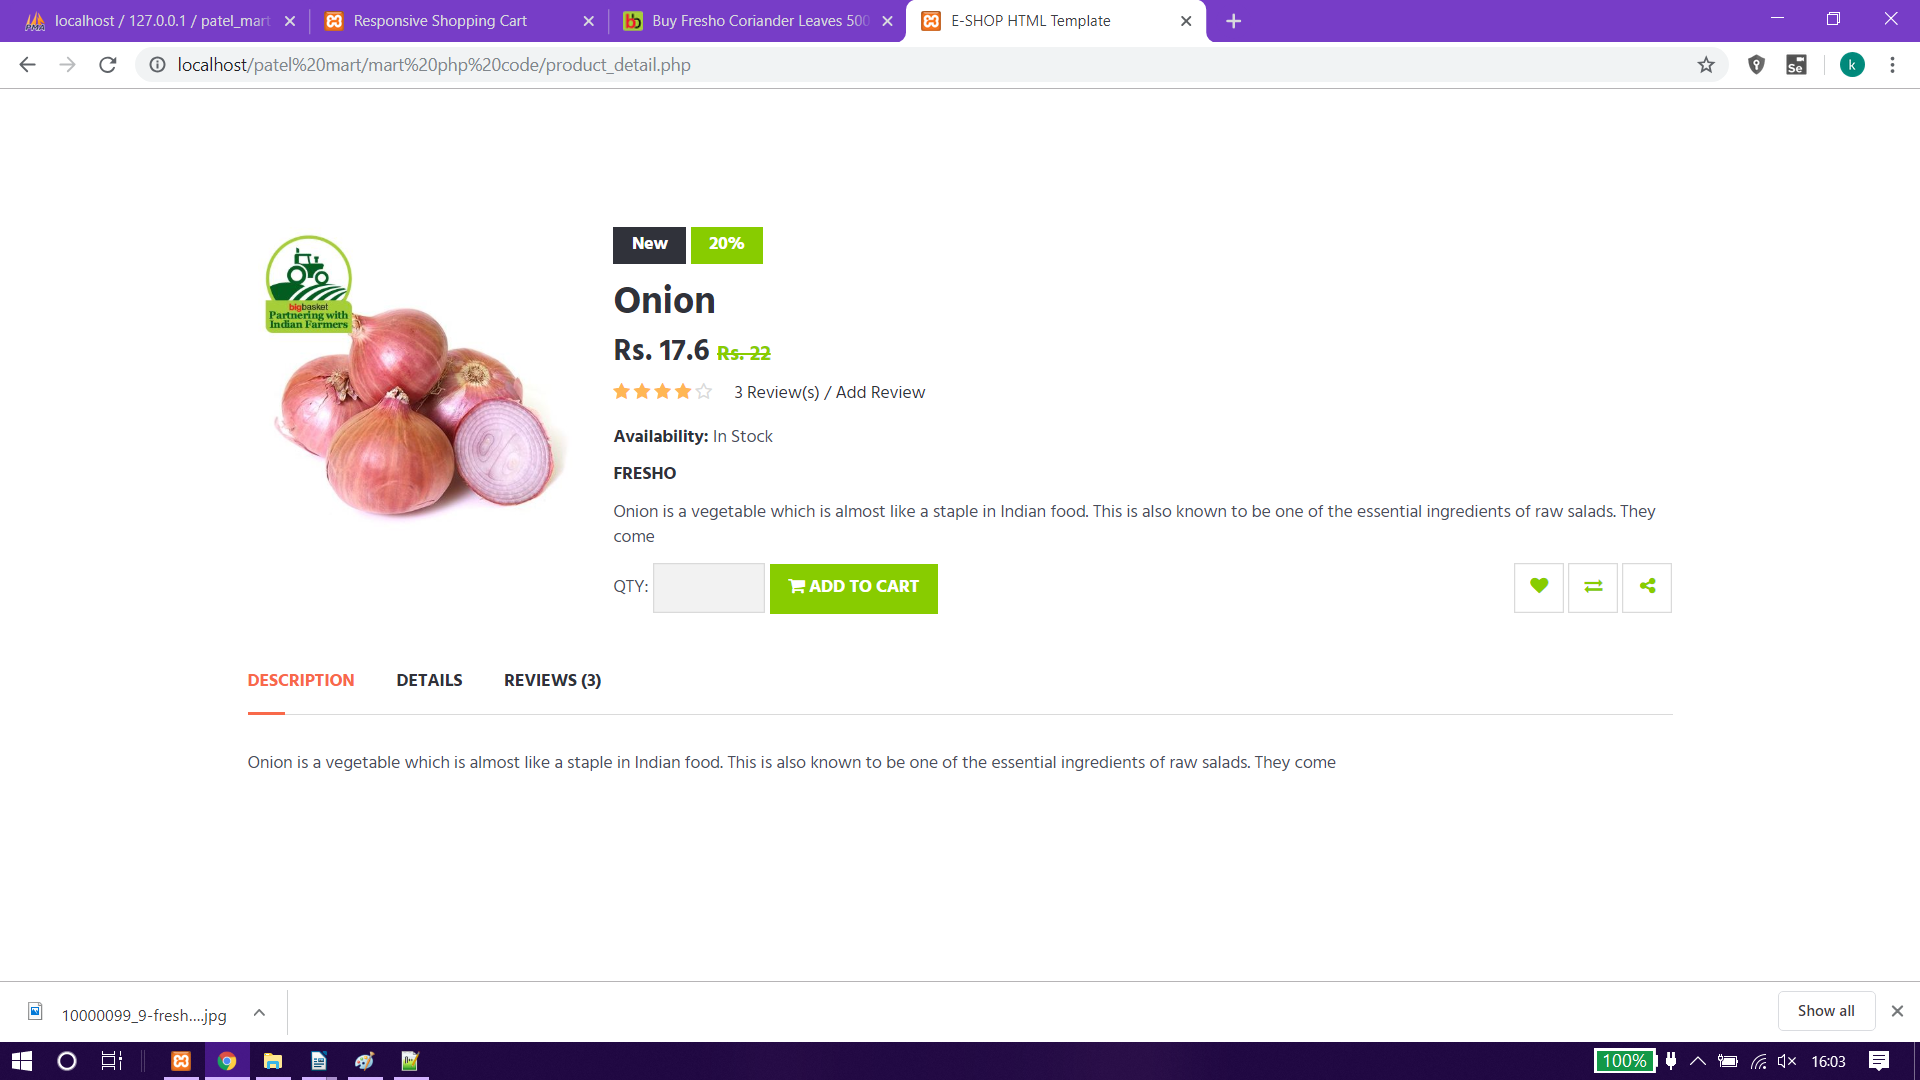 localhost / 127.0.0.1 / patel_mart
Responsive Shopping Cart
Buy Fresho Coriander Leaves 500
E-SHOP HTML Template
localhost/patel%20mart/mart%20php%20code/product_detail.php
Se
k
bigbasket
Partnering with
Indian Farmers
New
20%
Onion
Rs. 17.6 Rs. 22
3 Review(s) / Add Review
Availability: In Stock
FRESHO
Onion is a vegetable which is almost like a staple in Indian food. This is also known to be one of the essential ingredients of raw salads. They
come
QTY:
ADD TO CART
DESCRIPTION
DETAILS
REVIEWS (3)
Onion is a vegetable which is almost like a staple in Indian food. This is also known to be one of the essential ingredients of raw salads. They come
10000099_9-fresh....jpg
Show all
100%
16:03